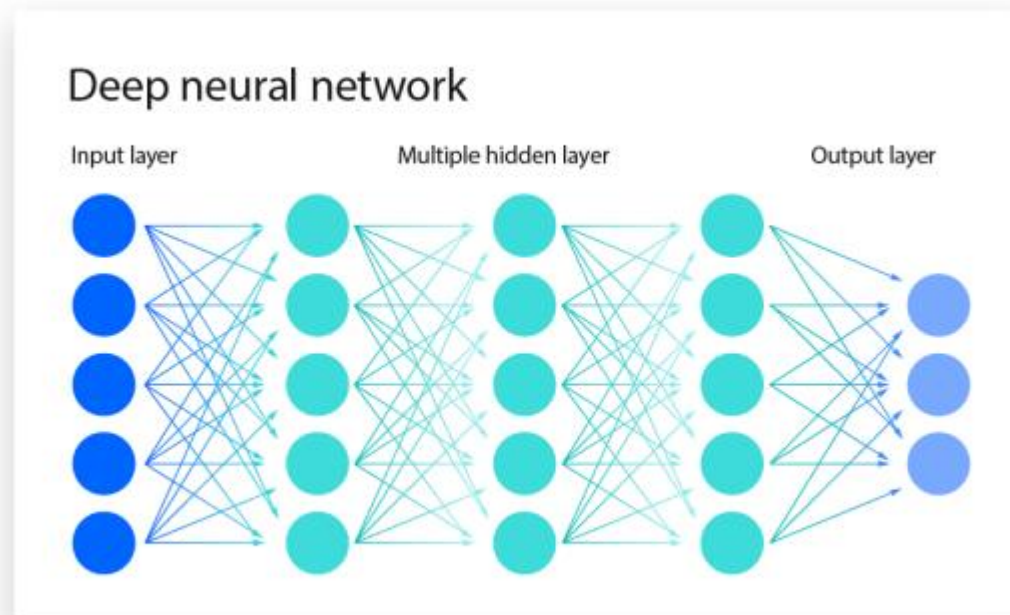 Deep neural network
Input layer
Multiple hidden layer
Output layer